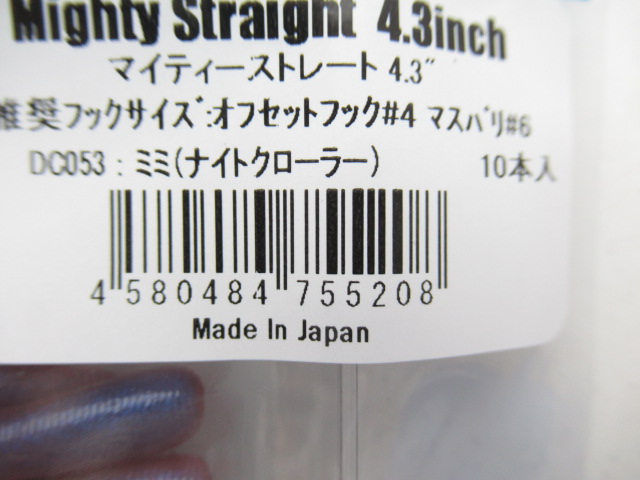 Mighty Straight 4.3inch
マイティーストレート 4.3"
推奨フックサイズ:オフセットフック#4 マスバリ#6
DC053 : ミミ(ナイトクローラー) 10本入
4 580484 755208
Made In Japan